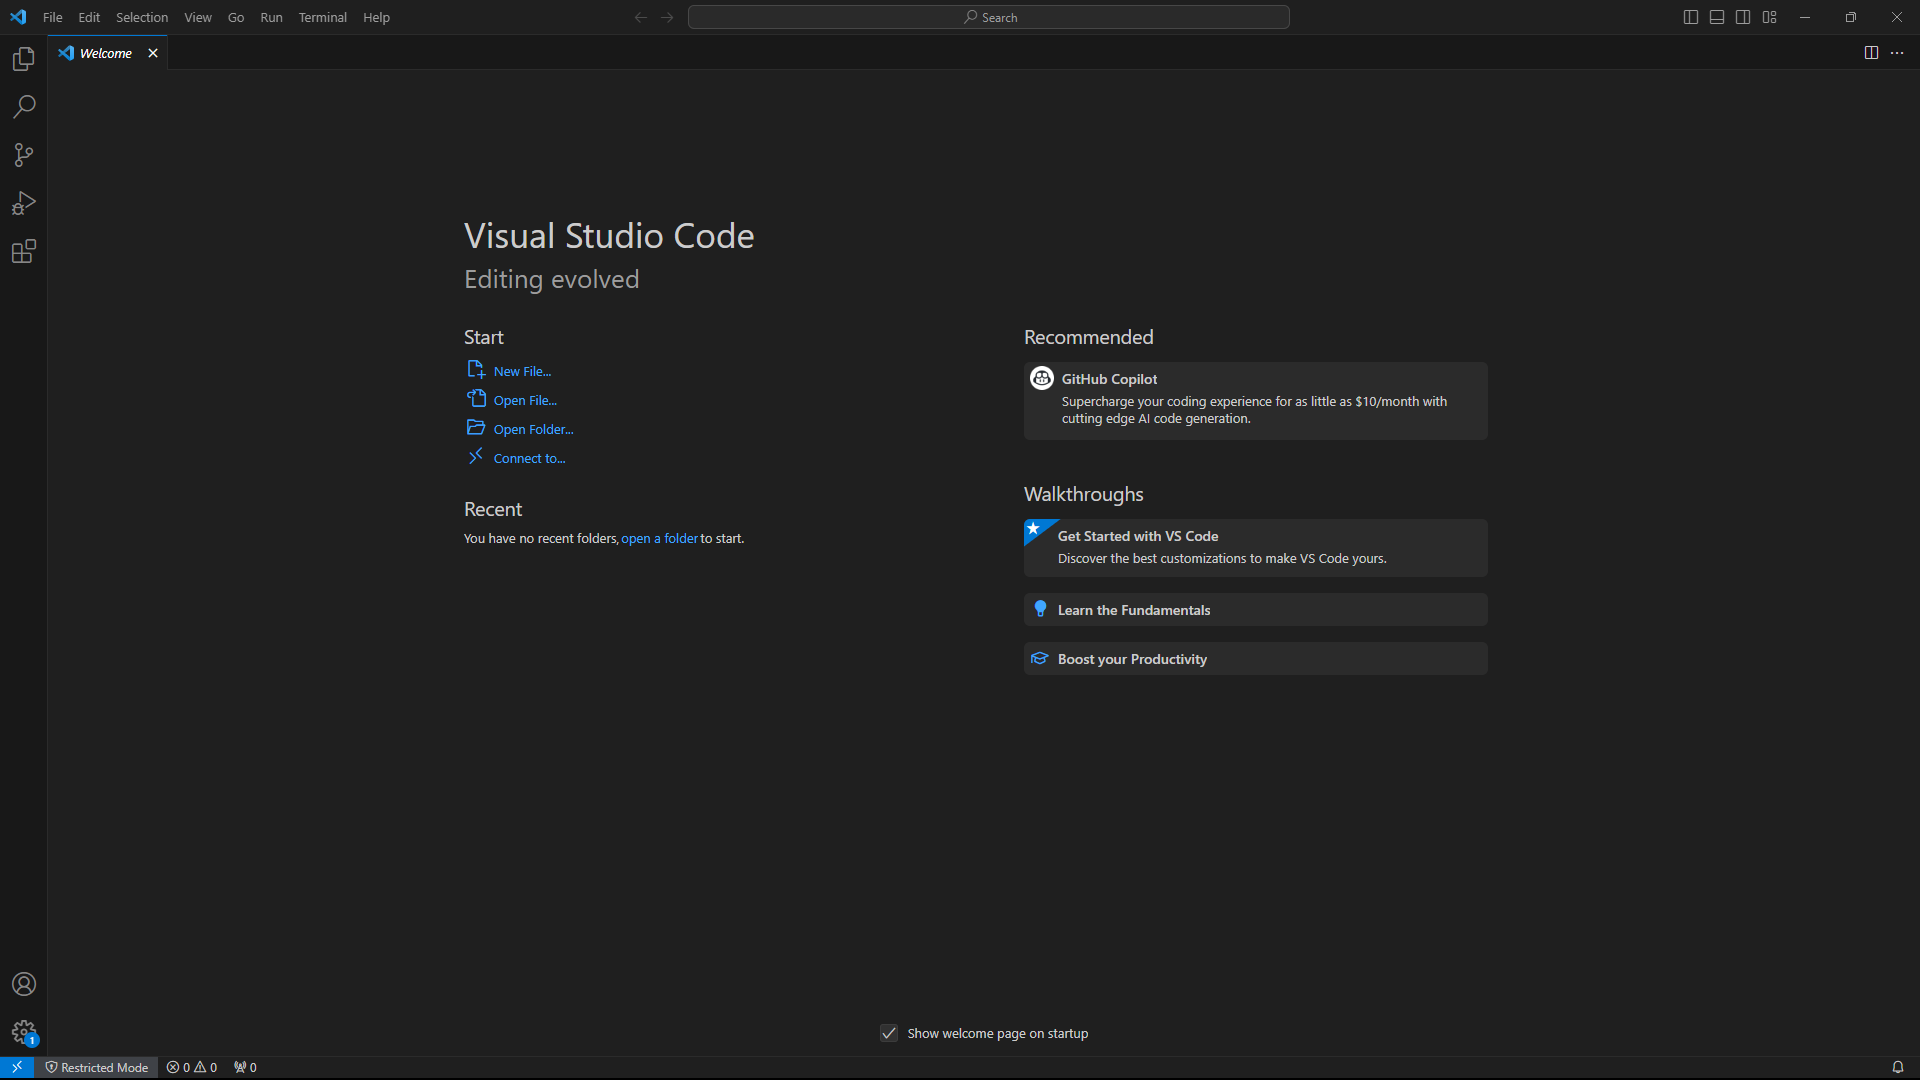 File Edit Selection View Go Run Terminal Help
Search
Welcome
Visual Studio Code
Editing evolved
Start
New File...
Open File...
Open Folder...
Connect to...
Recent
You have no recent folders, open a folder to start.
Recommended
GitHub Copilot
Supercharge your coding experience for as little as $10/month with
cutting edge AI code generation.
Walkthroughs
Get Started with VS Code
Discover the best customizations to make VS Code yours.
Learn the Fundamentals
Boost your Productivity
Show welcome page on startup
1
Restricted Mode 0 0 0